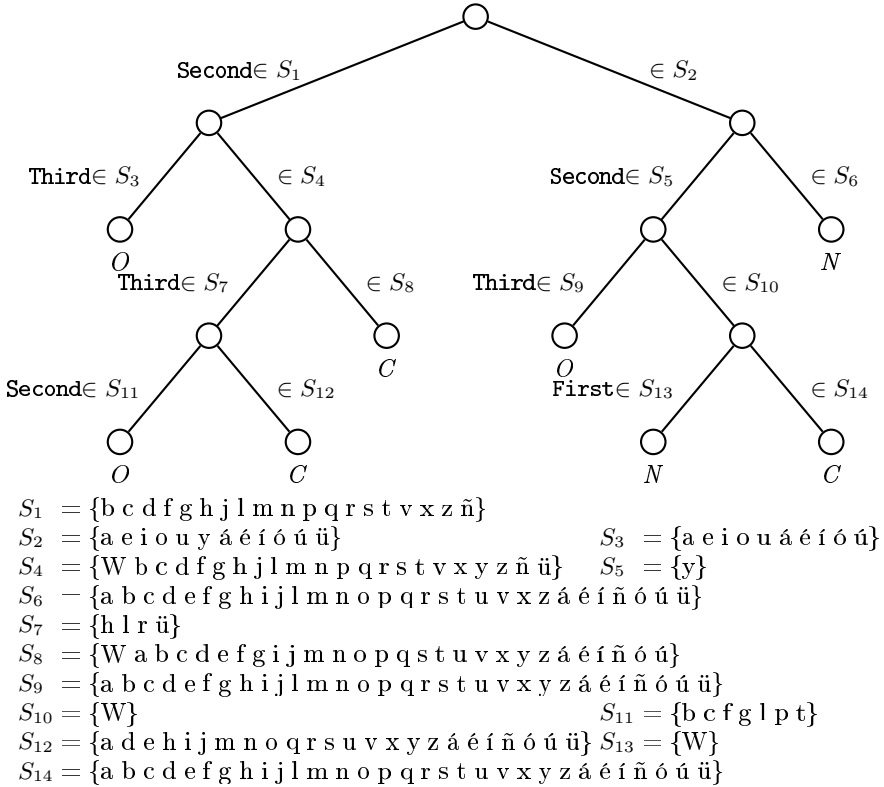 Second∈ S1 ∈ S2
Third∈ S3 ∈ S4 Second∈ S5 ∈ S6
O N
Third∈ S7 ∈ S8 Third∈ S9 ∈ S10
C O
Second∈ S11 ∈ S12 First∈ S13 ∈ S14
O C N C
S1 = {b c d f g h j l m n p q r s t v x z ñ}
S2 = {a e i o u y á é í ó ú ü} S3 = {a e i o u á é í ó ú}
S4 = {W b c d f g h j l m n p q r s t v x y z ñ ü} S5 = {y}
S6 = {a b c d e f g h i j l m n o p q r s t u v x z á é í ñ ó ú ü}
S7 = {h l r ü}
S8 = {W a b c d e f g i j m n o p q s t u v x y z á é í ñ ó ú}
S9 = {a b c d e f g h i j l m n o p q r s t u v x y z á é í ñ ó ú ü}
S10 = {W} S11 = {b c f g l p t}
S12 = {a d e h i j m n o q r s u v x y z á é í ñ ó ú ü} S13 = {W}
S14 = {a b c d e f g h i j l m n o p q r s t u v x y z á é í ñ ó ú ü}